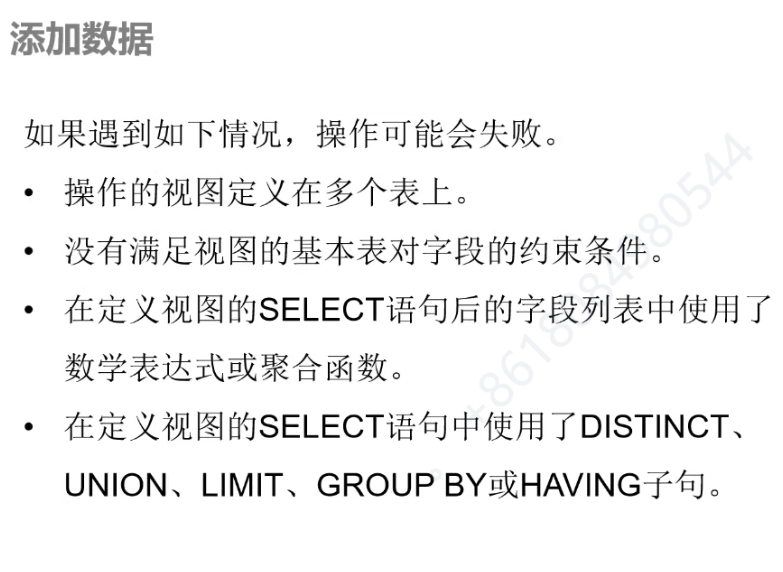 添加数据
如果遇到如下情况，操作可能会失败。
• 操作的视图定义在多个表上。
• 没有满足视图的基本表对字段的约束条件。
• 在定义视图的SELECT语句后的字段列表中使用了
数学表达式或聚合函数。
• 在定义视图的SELECT语句中使用了DISTINCT、
UNION、LIMIT、GROUP BY或HAVING子句。